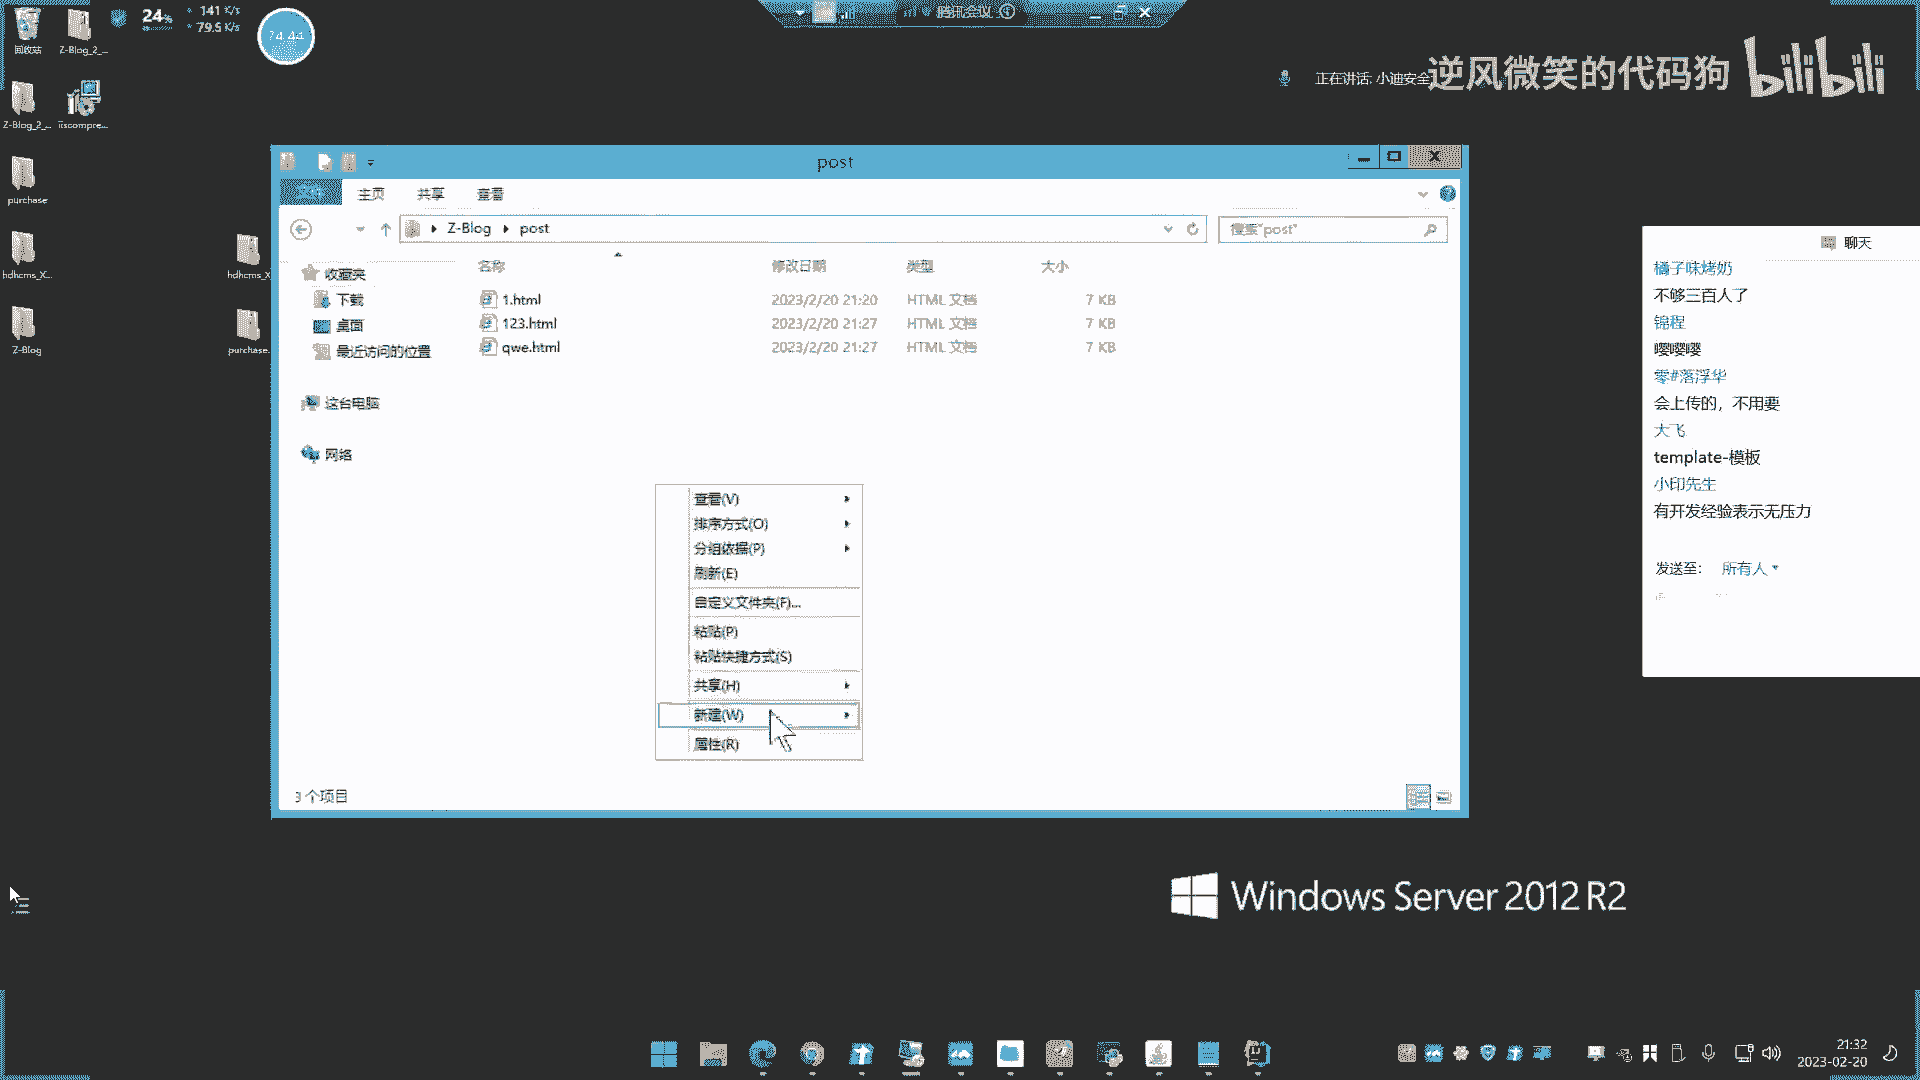 回收站
Z-Blog_2_...
24%
141 K/s
79.5 K/s
24:44
腾讯会议
正在讲话: 小迪安全
逆风微笑的代码狗
bilibili
Z-Blog_2_...
iiscompre...
purchase
hdhcms_X...
hdhcms_X
Z-Blog
purchase.
post
文件
主页
共享
查看
Z-Blog
post
搜索"post"
收藏夹
下载
桌面
最近访问的位置
这台电脑
网络
名称
修改日期
类型
大小
1.html
2023/2/20 21:20
HTML 文档
7 KB
123.html
2023/2/20 21:27
HTML 文档
7 KB
qwe.html
2023/2/20 21:27
HTML 文档
7 KB
查看(V)
排序方式(O)
分组依据(P)
刷新(E)
自定义文件夹(F)...
粘贴(P)
粘贴快捷方式(S)
共享(H)
新建(W)
属性(R)
3 个项目
聊天
橘子味烤奶
不够三百人了
锦程
嘤嘤嘤
零#落浮华
会上传的，不用要
大飞
template-模板
小印先生
有开发经验表示无压力
发送至：
所有人
Windows Server 2012 R2
21:32
2023-02-20